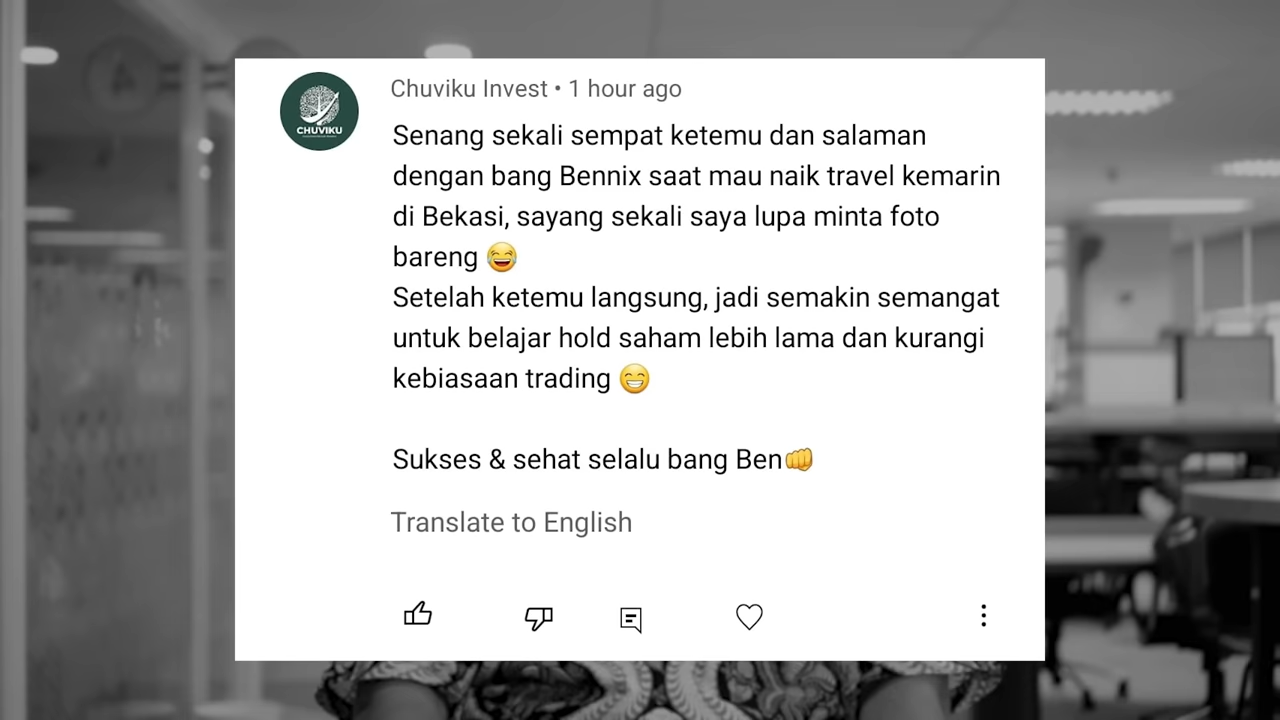 CHUVIKU
Chuviku Invest • 1 hour ago
Senang sekali sempat ketemu dan salaman
dengan bang Bennix saat mau naik travel kemarin
di Bekasi, sayang sekali saya lupa minta foto
bareng 😂
Setelah ketemu langsung, jadi semakin semangat
untuk belajar hold saham lebih lama dan kurangi
kebiasaan trading 😁
Sukses & sehat selalu bang Ben👊
Translate to English